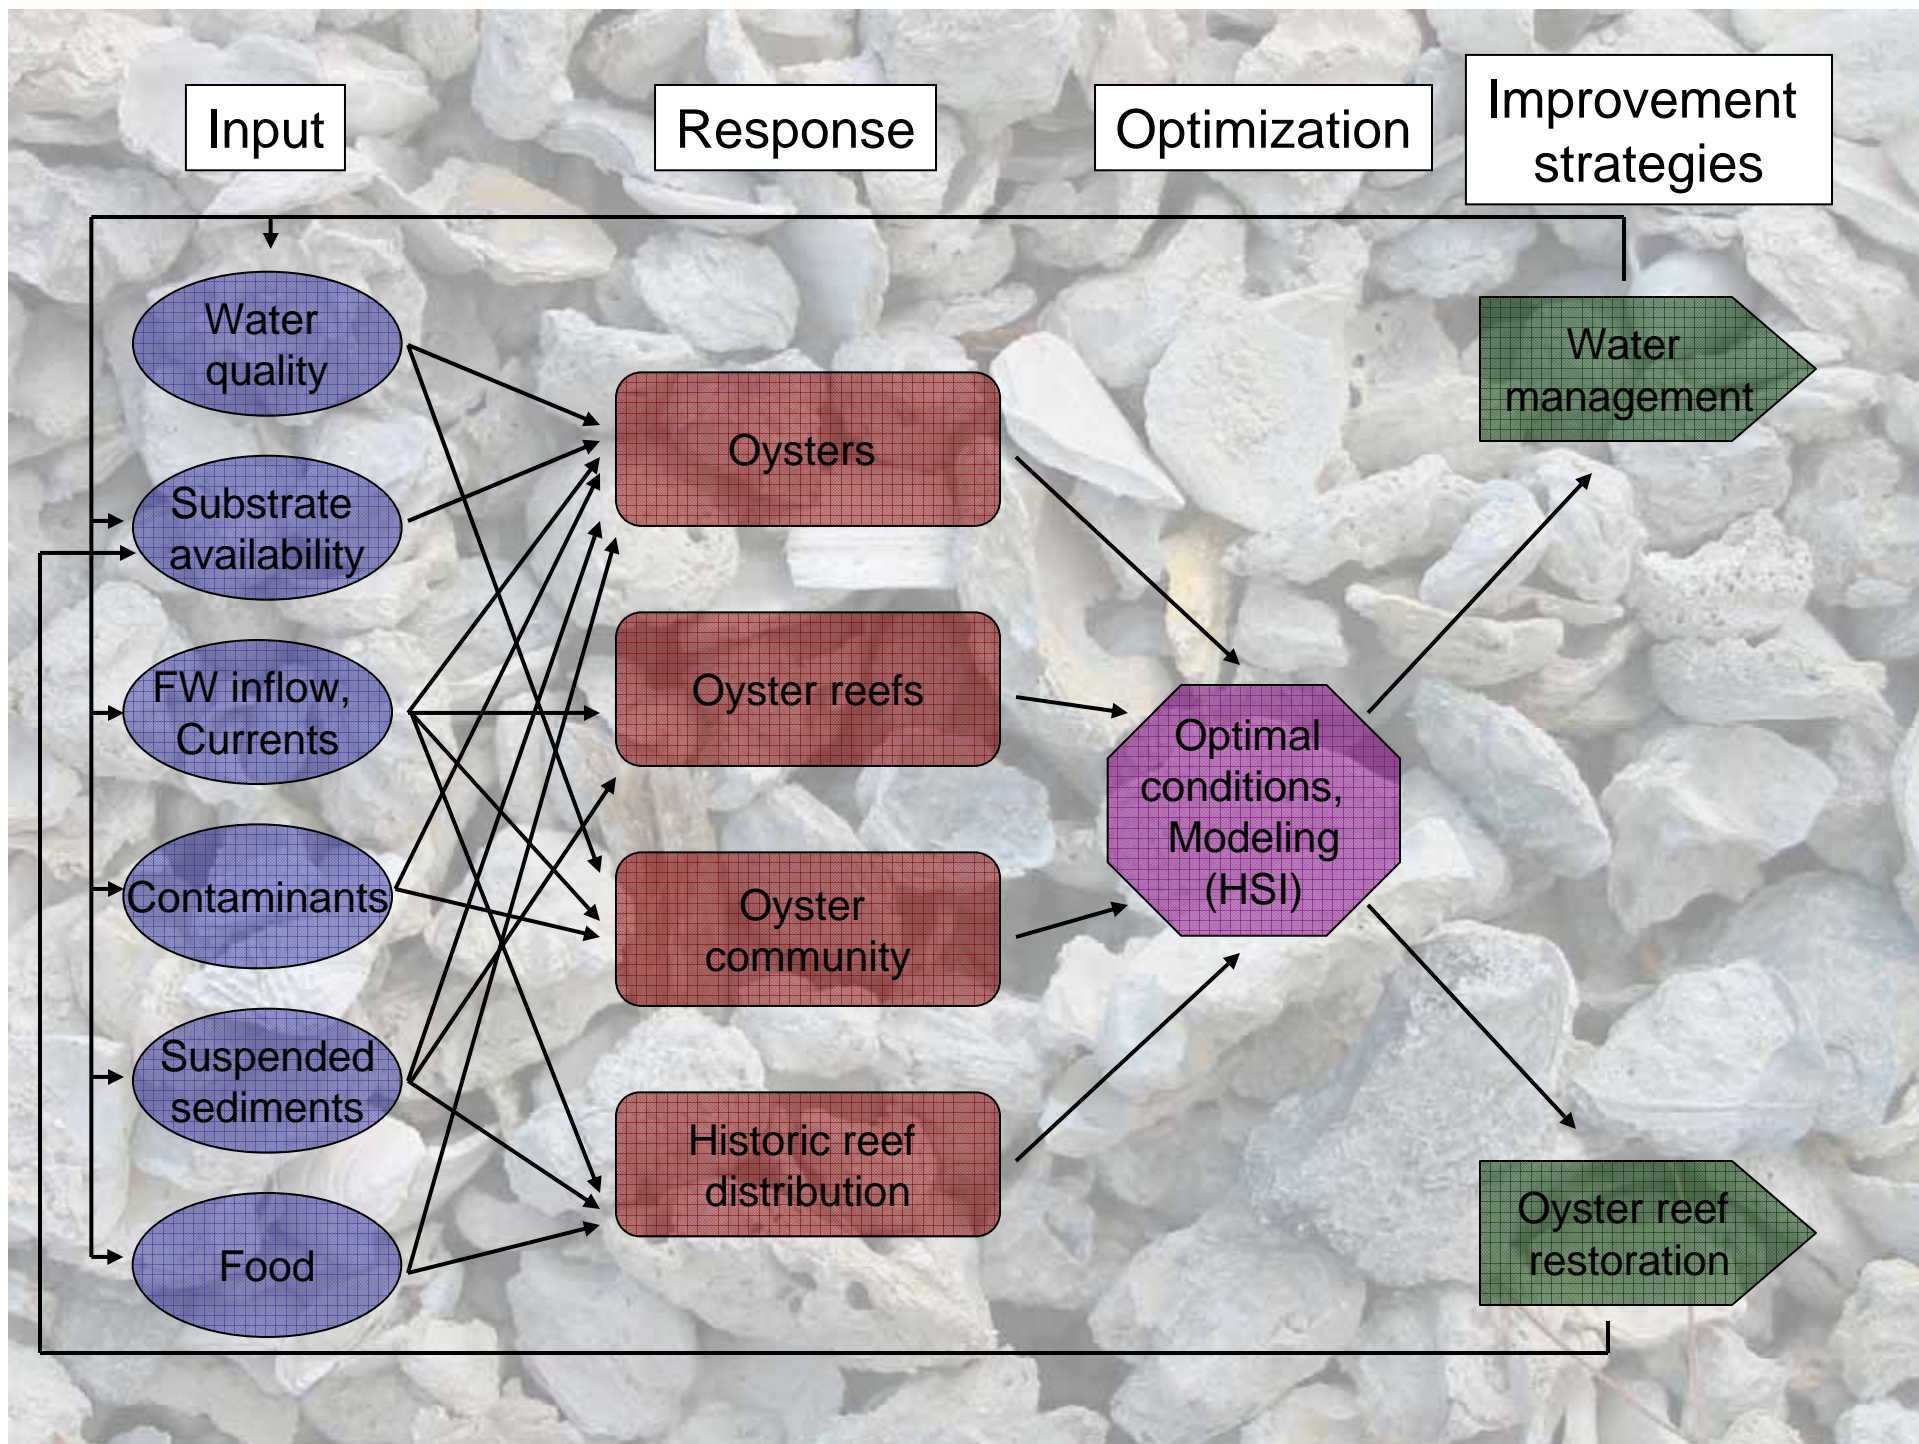 Input
Response
Optimization
Improvement
strategies
Water
quality
Substrate
availability
FW inflow,
Currents
Contaminants
Suspended
sediments
Food
Oysters
Oyster reefs
Oyster
community
Historic reef
distribution
Optimal
conditions,
Modeling
(HSI)
Water
management
Oyster reef
restoration